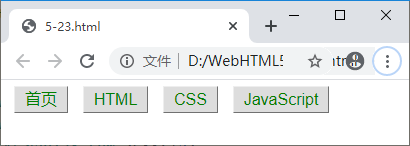 5-23.html
文件 D:/WebHTML5
首页 HTML CSS JavaScript